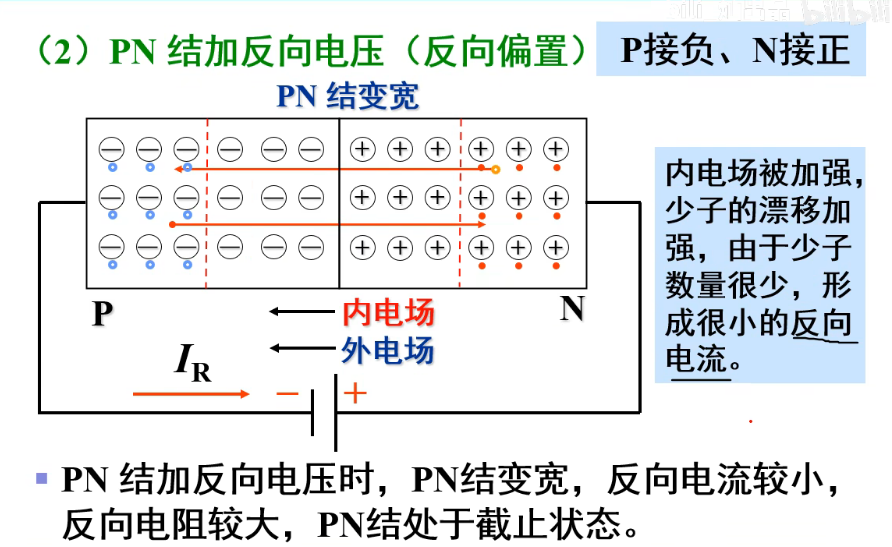 （2）PN 结加反向电压（反向偏置） P接负、N接正
PN 结变宽
内电场被加强，
少子的漂移加
强，由于少子
数量很少，形
成很小的反向
电流。
P
N
内电场
外电场
IR
− +
PN 结加反向电压时，PN结变宽，反向电流较小，
反向电阻较大，PN结处于截止状态。